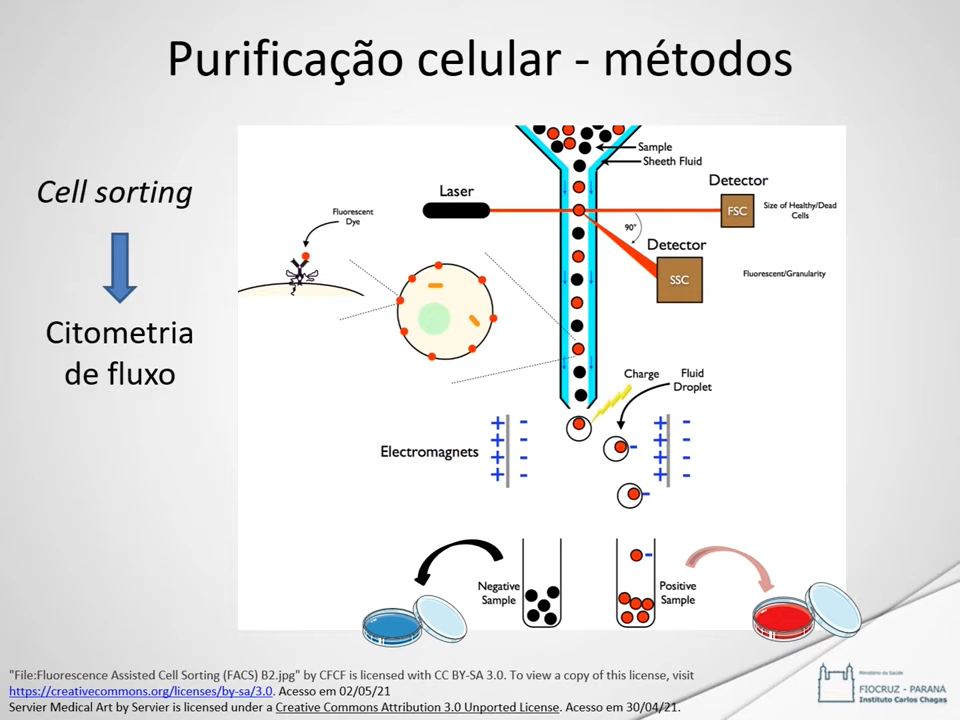 Purificação celular - métodos
Cell sorting
Citometria
de fluxo
Sample
Sheeth Fluid
Laser
Detector
FSC
Size of Healthy/Dead
Cells
90°
Detector
SSC
Fluorescent/Granularity
Fluorescent
Dye
Charge
Fluid
Droplet
Electromagnets
+ - + -
+ - + -
+ - + -
+ - + -
Negative
Sample
Positive
Sample
"File:Fluorescence Assisted Cell Sorting (FACS) B2.jpg" by CFCF is licensed with CC BY-SA 3.0. To view a copy of this license, visit
https://creativecommons.org/licenses/by-sa/3.0. Acesso em 02/05/21
Servier Medical Art by Servier is licensed under a Creative Commons Attribution 3.0 Unported License. Acesso em 30/04/21.
Ministério da Saúde
FIOCRUZ - PARANÁ
Instituto Carlos Chagas